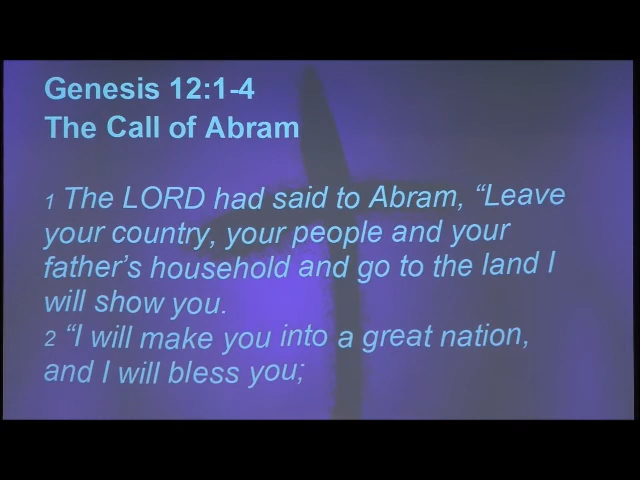 Genesis 12:1-4
The Call of Abram
1 The LORD had said to Abram, “Leave
your country, your people and your
father’s household and go to the land I
will show you.
2 “I will make you into a great nation,
and I will bless you;